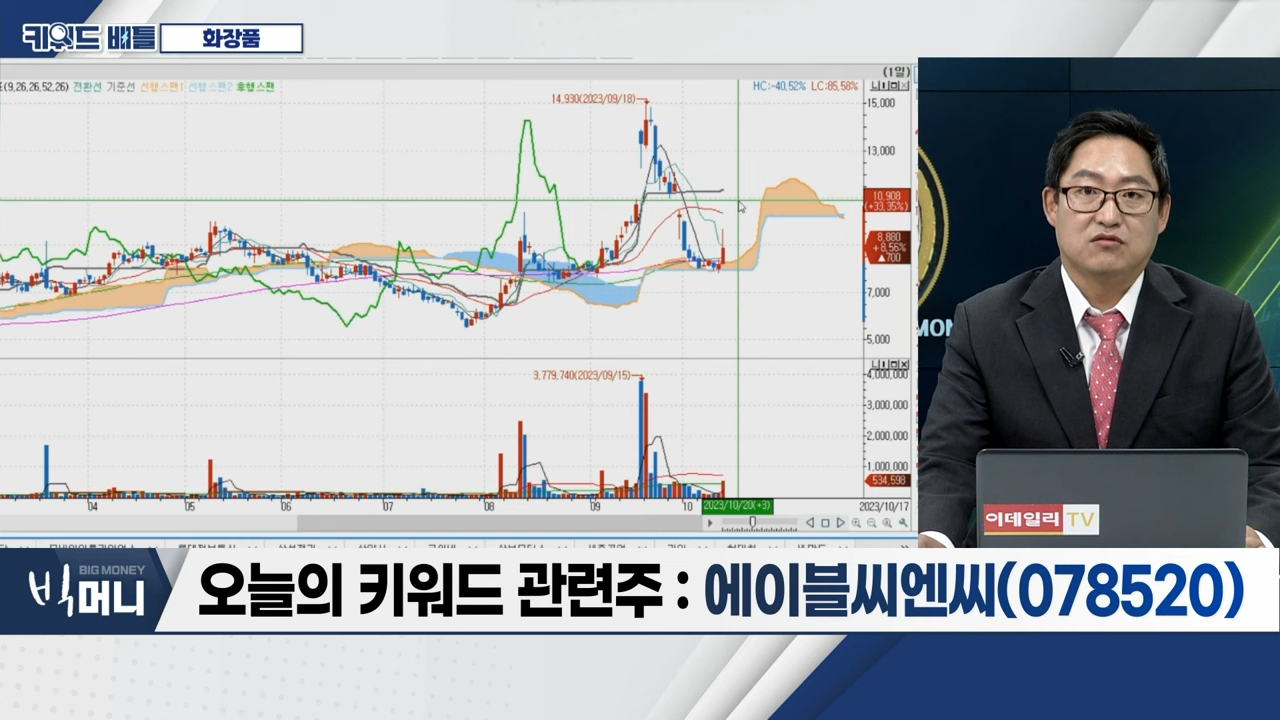 키워드 배틀
화장품
(1일)
(9,26,26,52,26) 전환선 기준선 선행스팬1 선행스팬2 후행스팬
HC:-40,52% LC:85,58%
14,930(2023/09/18)
15,000
13,000
10,908
(+33,35%)
8,880
+8,56%
▲700
7,000
5,000
3,779,740(2023/09/15)
4,000,000
3,000,000
2,000,000
1,000,000
534,598
04 05 06 07 08 09 10 2023/10/20(+3) 2023/10/17
MON
이데일리 TV
BIG MONEY
빅머니
오늘의 키워드 관련주 : 에이블씨엔씨(078520)